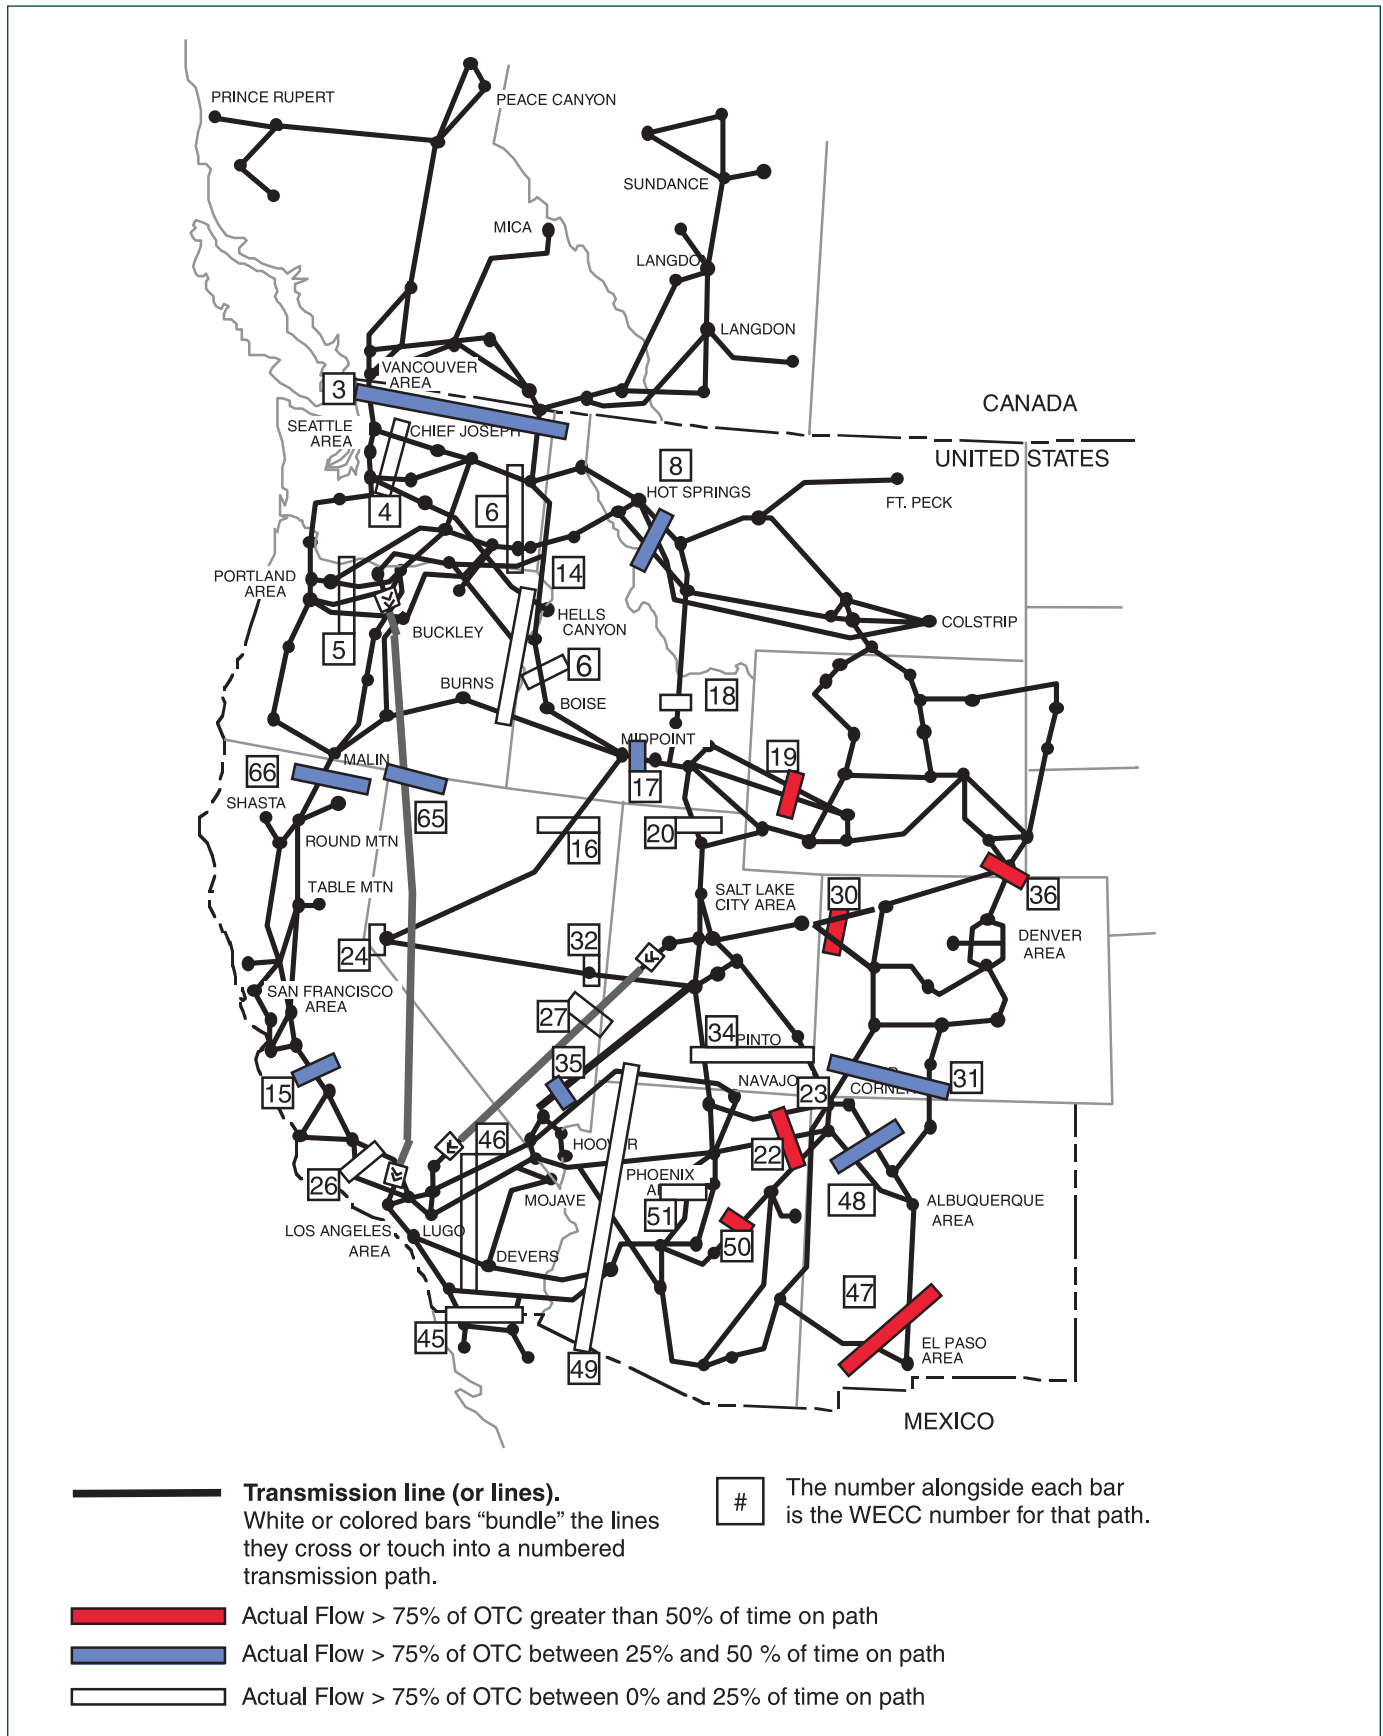 PRINCE RUPERT
PEACE CANYON
SUNDANCE
MICA
LANGDO
LANGDON
VANCOUVER
AREA
3
CANADA
SEATTLE
AREA
CHIEF JOSEPH
UNITED STATES
8
HOT SPRINGS
FT. PECK
4
6
14
PORTLAND
AREA
HELLS
CANYON
COLSTRIP
BUCKLEY
5
6
BURNS
BOISE
18
MIDPOINT
MALIN
66
19
17
SHASTA
65
ROUND MTN
16
20
TABLE MTN
SALT LAKE
CITY AREA
30
36
24
32
DENVER
AREA
SAN FRANCISCO
AREA
27
34
PINTO
35
NAVAJO
23
CORNER
31
15
46
HOOVER
22
26
PHOENIX
MOJAVE
51
48
ALBUQUERQUE
AREA
LOS ANGELES
AREA
LUGO
50
DEVERS
47
45
49
EL PASO
AREA
MEXICO
Transmission line (or lines).
White or colored bars “bundle” the lines
they cross or touch into a numbered
transmission path.
#
The number alongside each bar
is the WECC number for that path.
Actual Flow > 75% of OTC greater than 50% of time on path
Actual Flow > 75% of OTC between 25% and 50 % of time on path
Actual Flow > 75% of OTC between 0% and 25% of time on path